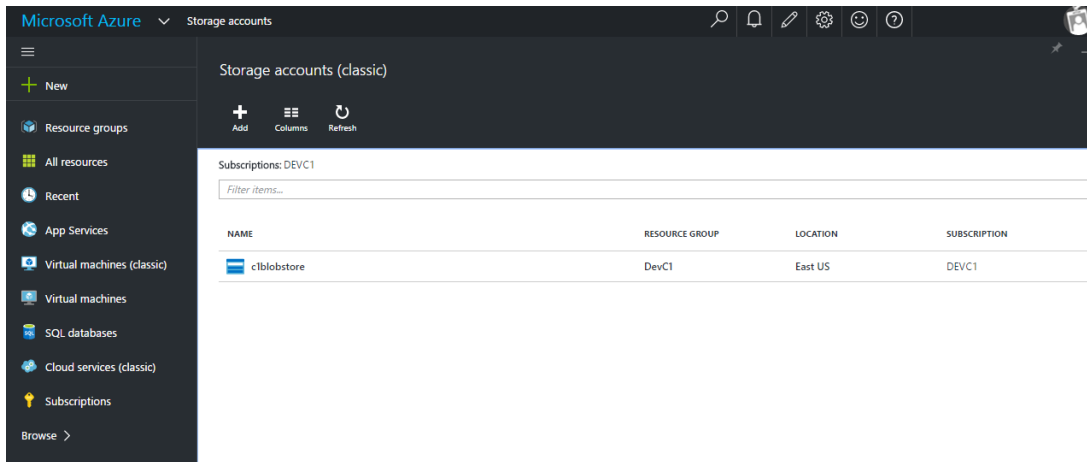 Microsoft Azure Storage accounts
Storage accounts (classic)
New
Add Columns Refresh
Resource groups
All resources
Recent
App Services
Virtual machines (classic)
Virtual machines
SQL databases
Cloud services (classic)
Subscriptions
Browse >
Subscriptions: DEVC1
Filter items...
NAME RESOURCE GROUP LOCATION SUBSCRIPTION
c1blobstore DevC1 East US DEVC1